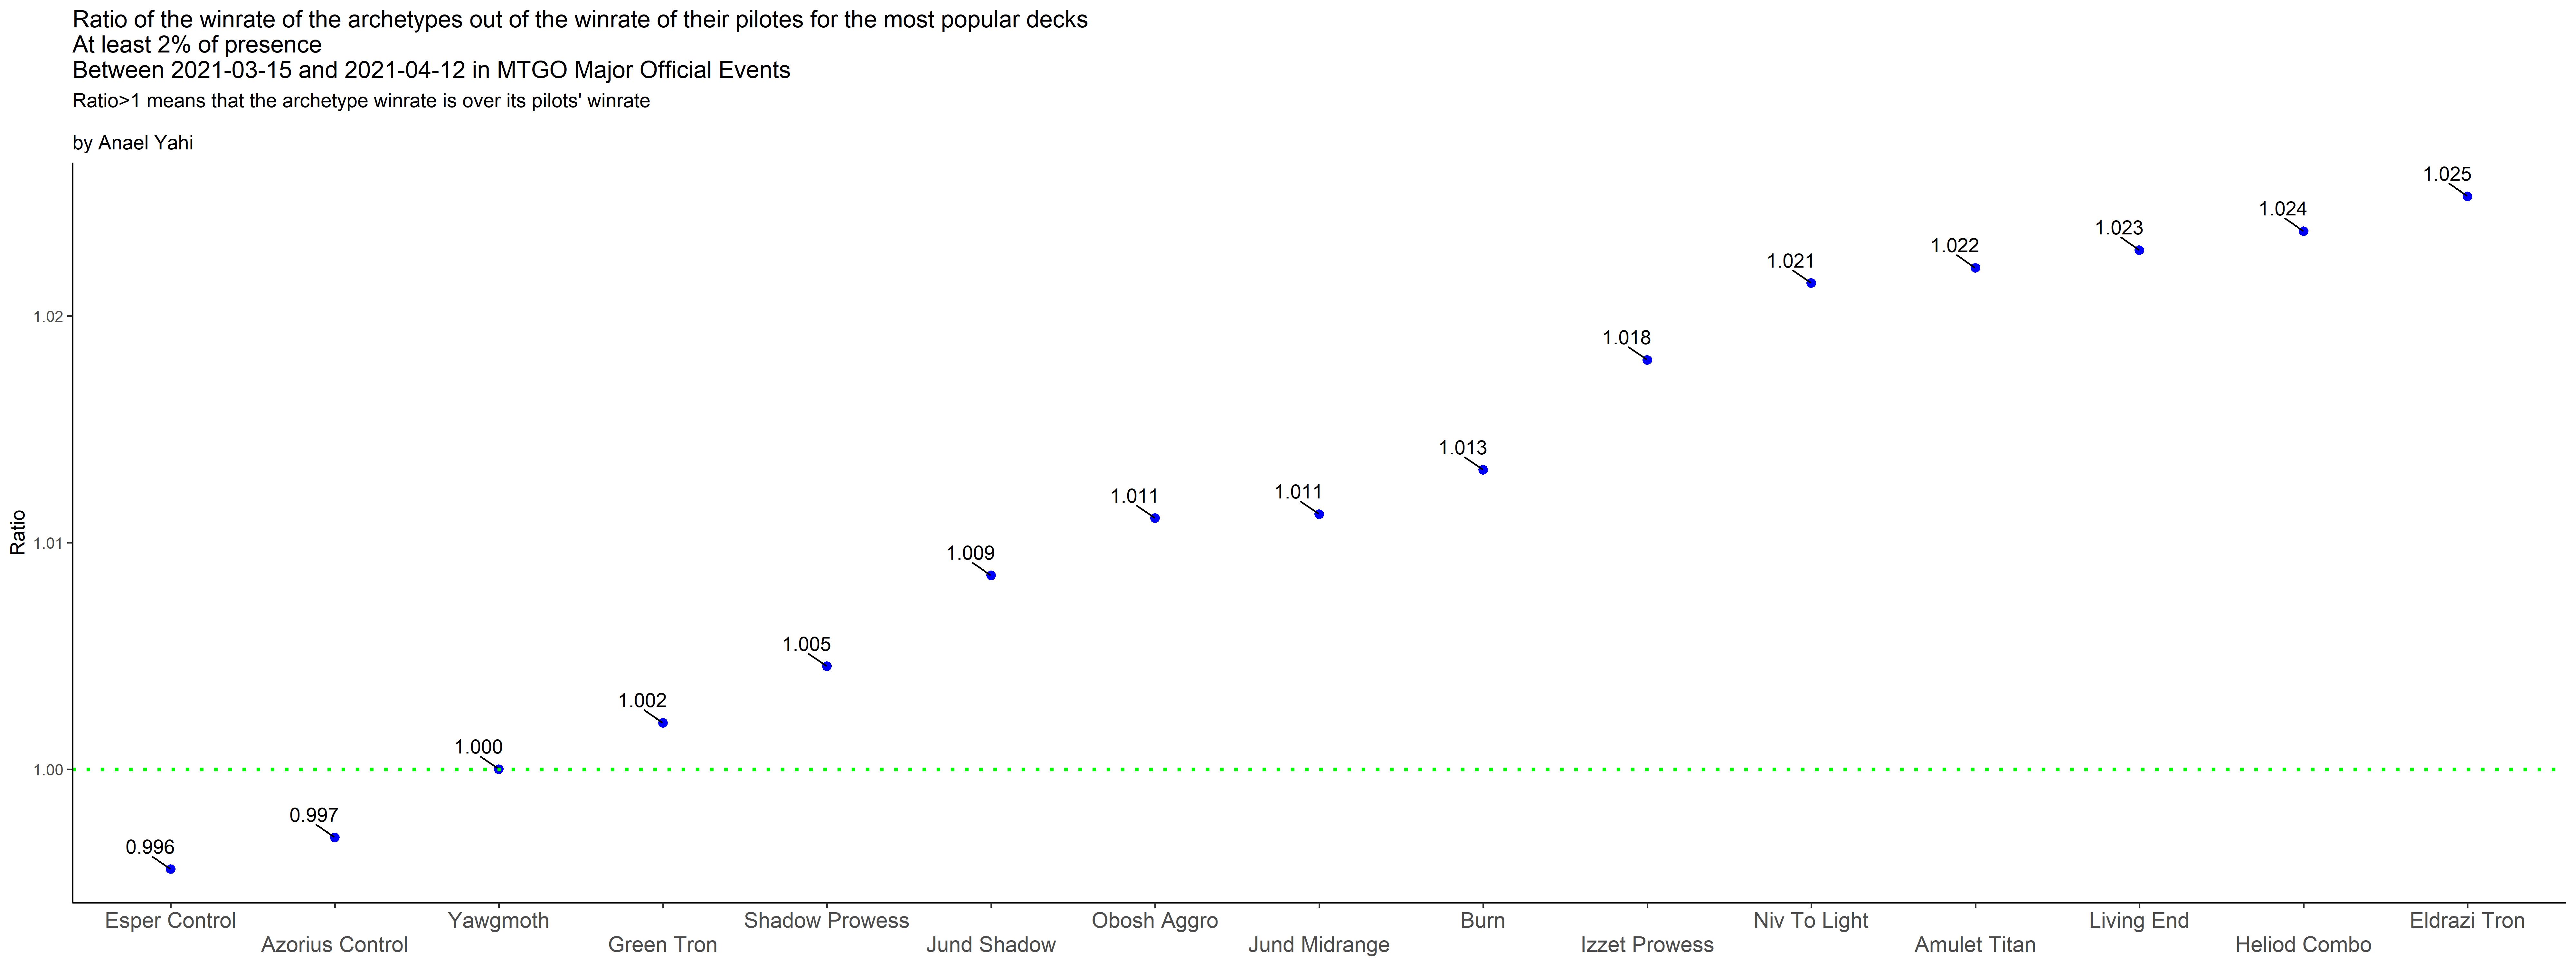 Ratio of the winrate of the archetypes out of the winrate of their pilotes for the most popular decks
At least 2% of presence
Between 2021-03-15 and 2021-04-12 in MTGO Major Official Events
Ratio>1 means that the archetype winrate is over its pilots' winrate
by Anael Yahi
Ratio
1.02
1.01
1.00
0.996
0.997
1.000
1.002
1.005
1.009
1.011
1.011
1.013
1.018
1.021
1.022
1.023
1.024
1.025
Esper Control
Azorius Control
Yawgmoth
Green Tron
Shadow Prowess
Jund Shadow
Obosh Aggro
Jund Midrange
Burn
Izzet Prowess
Niv To Light
Amulet Titan
Living End
Heliod Combo
Eldrazi Tron